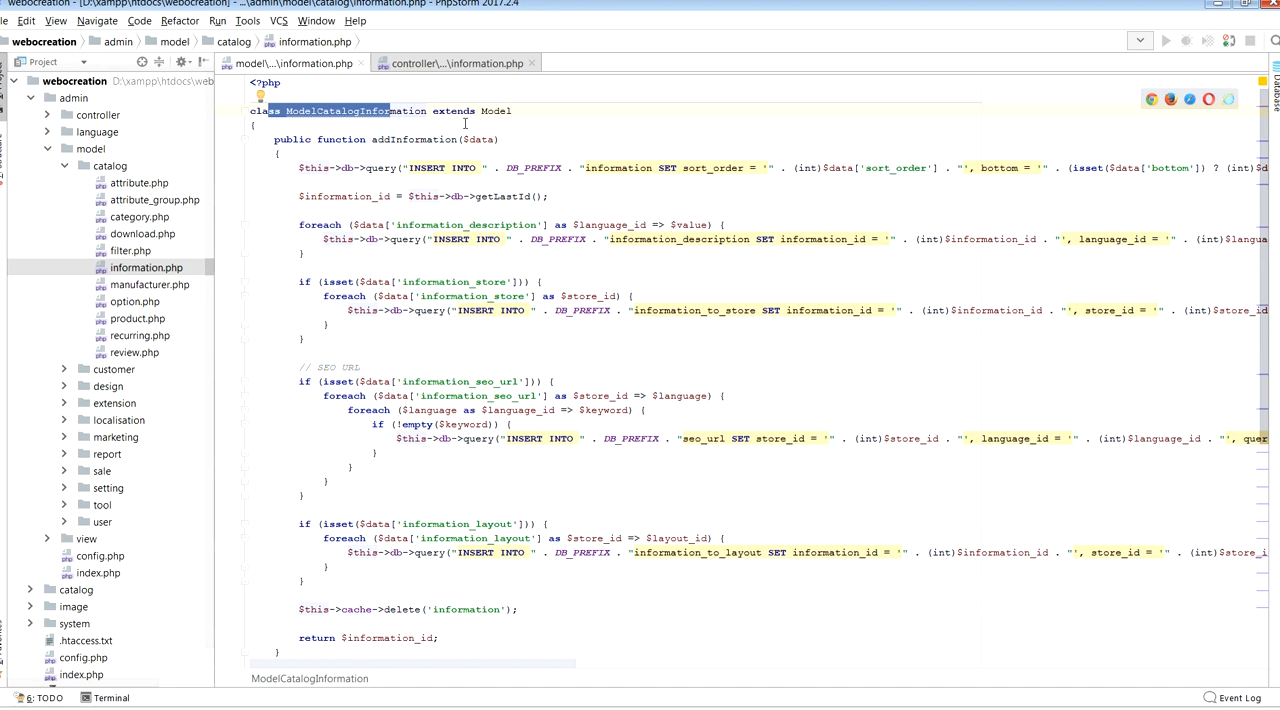 webocreation - [D:\xampp\htdocs\webocreation] - ...\admin\model\catalog\information.php - PhpStorm 2017.2.4
Edit View Navigate Code Refactor Run Tools VCS Window Help
webocreation admin model catalog information.php
Project
model\...\information.php
controller\...\information.php
webocreation D:\xampp\htdocs\web
admin
controller
language
model
catalog
attribute.php
attribute_group.php
category.php
download.php
filter.php
information.php
manufacturer.php
option.php
product.php
recurring.php
review.php
customer
design
extension
localisation
marketing
report
sale
setting
tool
user
view
config.php
index.php
catalog
image
system
.htaccess.txt
config.php
index.php
<?php
class ModelCatalogInformation extends Model
{
public function addInformation($data)
{
$this->db->query("INSERT INTO " . DB_PREFIX . "information SET sort_order = '" . (int)$data['sort_order'] . "', bottom = '" . (isset($data['bottom']) ? (int)$d
$information_id = $this->db->getLastId();
foreach ($data['information_description'] as $language_id => $value) {
$this->db->query("INSERT INTO " . DB_PREFIX . "information_description SET information_id = '" . (int)$information_id . "', language_id = '" . (int)$langua
}
if (isset($data['information_store'])) {
foreach ($data['information_store'] as $store_id) {
$this->db->query("INSERT INTO " . DB_PREFIX . "information_to_store SET information_id = '" . (int)$information_id . "', store_id = '" . (int)$store_id
}
}
// SEO URL
if (isset($data['information_seo_url'])) {
foreach ($data['information_seo_url'] as $store_id => $language) {
foreach ($language as $language_id => $keyword) {
if (!empty($keyword)) {
$this->db->query("INSERT INTO " . DB_PREFIX . "seo_url SET store_id = '" . (int)$store_id . "', language_id = '" . (int)$language_id . "', quer
}
}
}
}
if (isset($data['information_layout'])) {
foreach ($data['information_layout'] as $store_id => $layout_id) {
$this->db->query("INSERT INTO " . DB_PREFIX . "information_to_layout SET information_id = '" . (int)$information_id . "', store_id = '" . (int)$store_i
}
}
$this->cache->delete('information');
return $information_id;
}
ModelCatalogInformation
Database
6: TODO Terminal Event Log